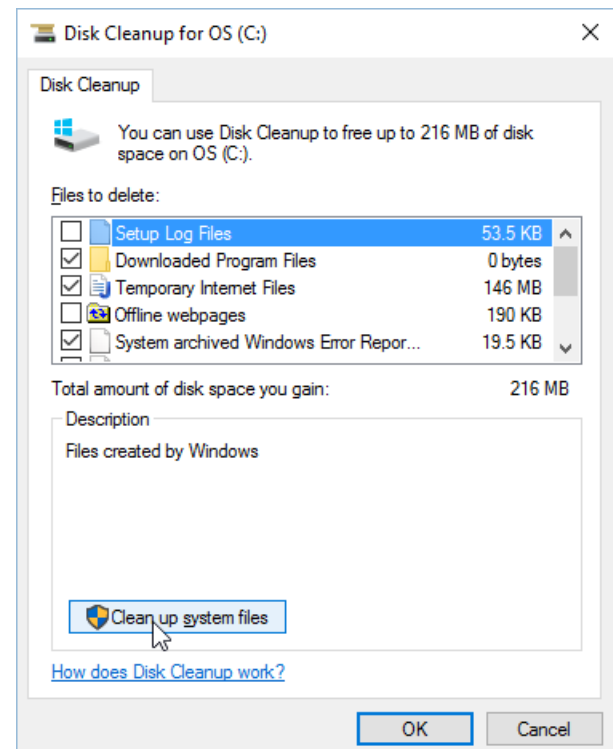 Disk Cleanup for OS (C:)
Disk Cleanup
You can use Disk Cleanup to free up to 216 MB of disk
space on OS (C:).
Files to delete:
Setup Log Files 53.5 KB
Downloaded Program Files 0 bytes
Temporary Internet Files 146 MB
Offline webpages 190 KB
System archived Windows Error Repor... 19.5 KB
Total amount of disk space you gain: 216 MB
Description
Files created by Windows
Clean up system files
How does Disk Cleanup work?
OK Cancel